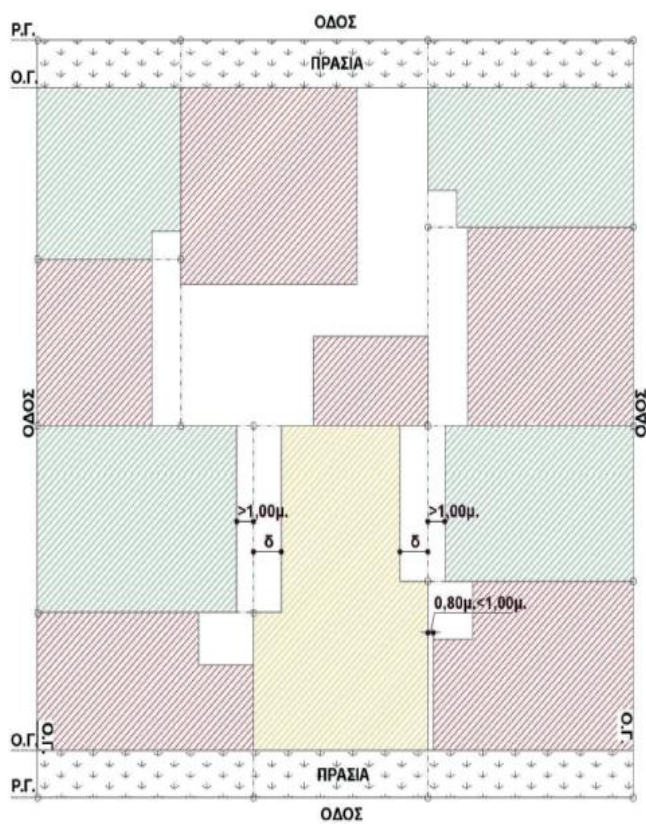 ΟΔΟΣ
Ρ.Γ.
ΠΡΑΣΙΑ
Ο.Γ.
ΟΔΟΣ
ΟΔΟΣ
>1,00μ.
>1,00μ.
δ
δ
0,80μ.<1,00μ.
Ο.Γ.
Ο.Γ.
Ο.Γ.
ΠΡΑΣΙΑ
Ρ.Γ.
ΟΔΟΣ